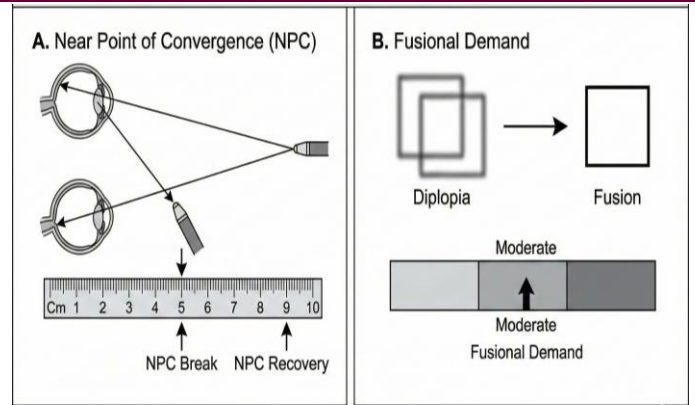 A. Near Point of Convergence (NPC)
Cm 1 2 3 4 5 6 7 8 9 10
NPC Break NPC Recovery
B. Fusional Demand
Diplopia Fusion
Moderate
Moderate
Fusional Demand